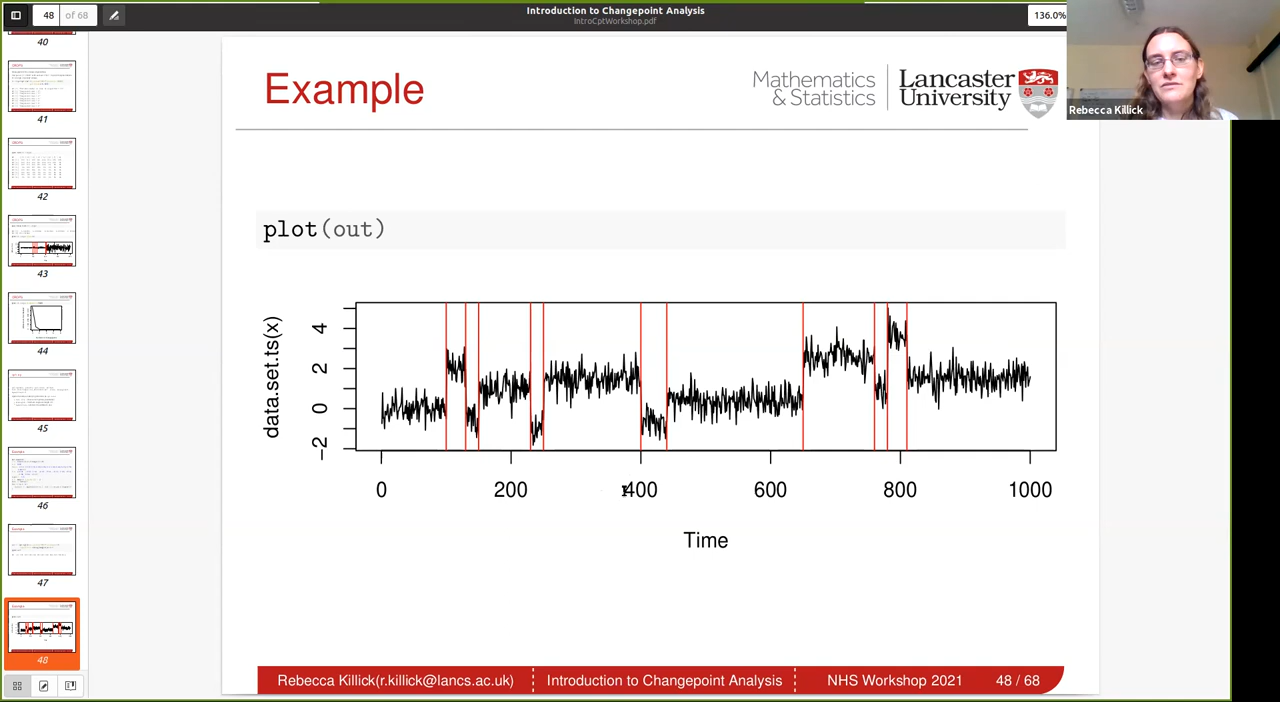 48 of 68
Introduction to Changepoint Analysis
IntroCptWorkshop.pdf
136.0%
Rebecca Killick
40
41
42
43
44
45
46
47
48
Example
Mathematics
& Statistics
Lancaster
University
plot(out)
data.set.ts(x)
4
2
0
−2
0 200 400 600 800 1000
Time
Rebecca Killick(r.killick@lancs.ac.uk) Introduction to Changepoint Analysis NHS Workshop 2021 48 / 68